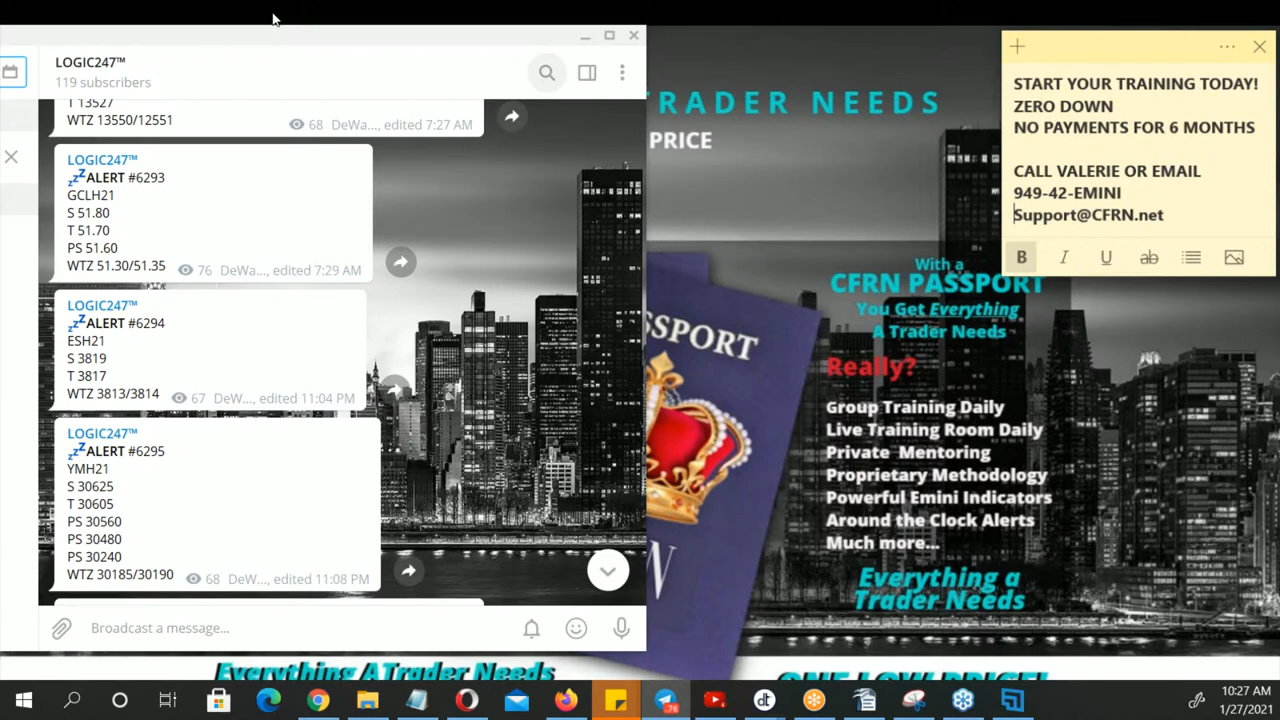 LOGIC247™
119 subscribers
T 13527
WTZ 13550/12551
68 DeWa..., edited 7:27 AM
LOGIC247™
ALERT #6293
GCLH21
S 51.80
T 51.70
PS 51.60
WTZ 51.30/51.35
76 DeWa..., edited 7:29 AM
LOGIC247™
ALERT #6294
ESH21
S 3819
T 3817
WTZ 3813/3814
67 DeW..., edited 11:04 PM
LOGIC247™
ALERT #6295
YMH21
S 30625
T 30605
PS 30560
PS 30480
PS 30240
WTZ 30185/30190
68 DeW..., edited 11:08 PM
Broadcast a message...
TRADER NEEDS
PRICE
START YOUR TRAINING TODAY!
ZERO DOWN
NO PAYMENTS FOR 6 MONTHS
CALL VALERIE OR EMAIL
949-42-EMINI
Support@CFRN.net
B I U ab
SSPORT
With a
CFRN PASSPORT
You Get Everything
A Trader Needs
Really?
Group Training Daily
Live Training Room Daily
Private Mentoring
Proprietary Methodology
Powerful Emini Indicators
Around the Clock Alerts
Much more...
Everything a
Trader Needs
Everything A Trader Needs
ONE LOW PRICE!
76
dt
10:27 AM
1/27/2021